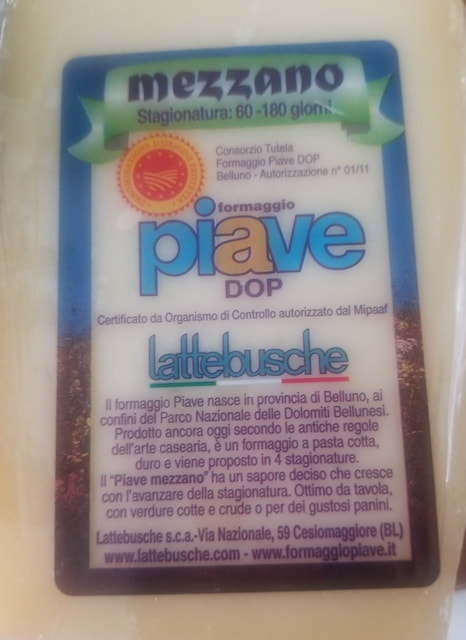 mezzano
Stagionatura: 60 -180 giorni
Consorzio Tutela
Formaggio Piave DOP
Belluno - Autorizzazione n° 01/11
formaggio
piave
DOP
Certificato da Organismo di Controllo autorizzato dal Mipaaf
lattebusche
Il formaggio Piave nasce in provincia di Belluno, ai
confini del Parco Nazionale delle Dolomiti Bellunesi.
Prodotto ancora oggi secondo le antiche regole
dell'arte casearia, è un formaggio a pasta cotta,
duro e viene proposto in 4 stagionature.
Il "Piave mezzano" ha un sapore deciso che cresce
con l'avanzare della stagionatura. Ottimo da tavola,
con verdure cotte e crude o per dei gustosi panini.
Lattebusche s.c.a.-Via Nazionale, 59 Cesiomaggiore (BL)
www.lattebusche.com - www.formaggiopiave.it